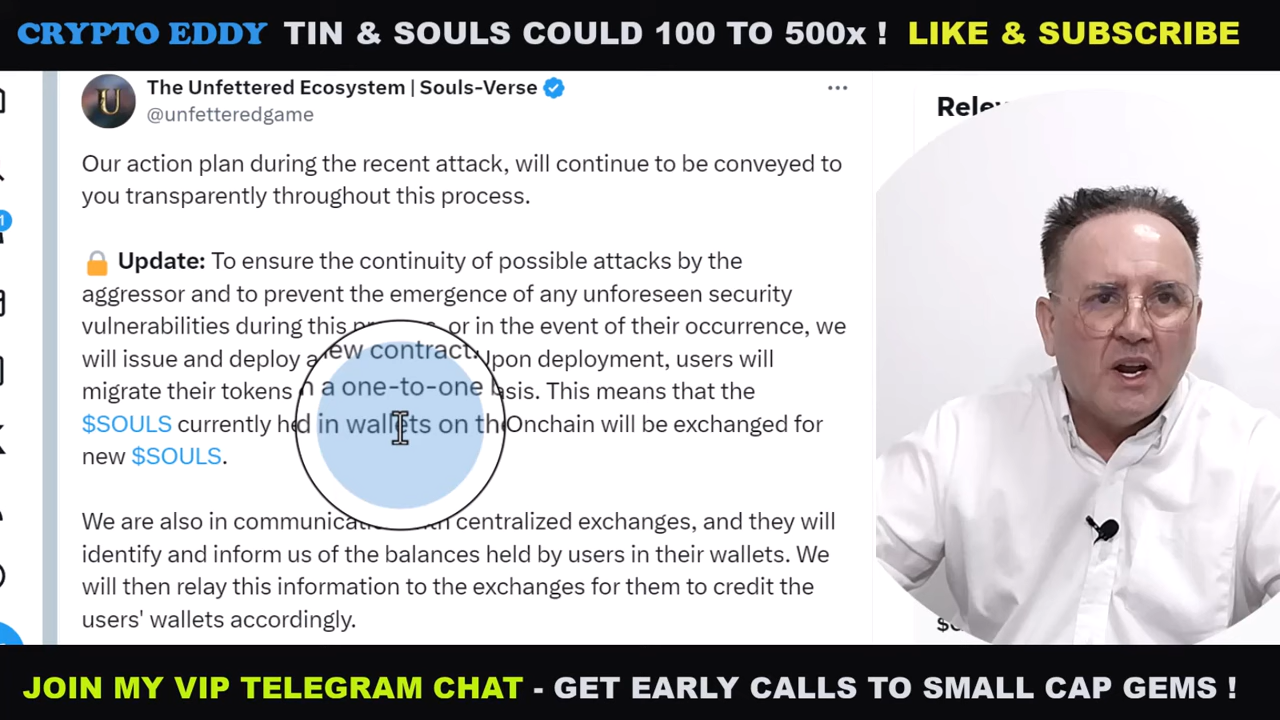 CRYPTO EDDY TIN & SOULS COULD 100 TO 500x ! LIKE & SUBSCRIBE
The Unfettered Ecosystem | Souls-Verse
@unfetteredgame
Our action plan during the recent attack, will continue to be conveyed to
you transparently throughout this process.
Update: To ensure the continuity of possible attacks by the
aggressor and to prevent the emergence of any unforeseen security
vulnerabilities during this or in the event of their occurrence, we
will issue and deploy a new contract. Upon deployment, users will
migrate their tokens on a one-to-one basis. This means that the
$SOULS currently held in wallets on the Onchain will be exchanged for
new $SOULS.
We are also in communication with centralized exchanges, and they will
identify and inform us of the balances held by users in their wallets. We
will then relay this information to the exchanges for them to credit the
users' wallets accordingly.
1
JOIN MY VIP TELEGRAM CHAT - GET EARLY CALLS TO SMALL CAP GEMS !